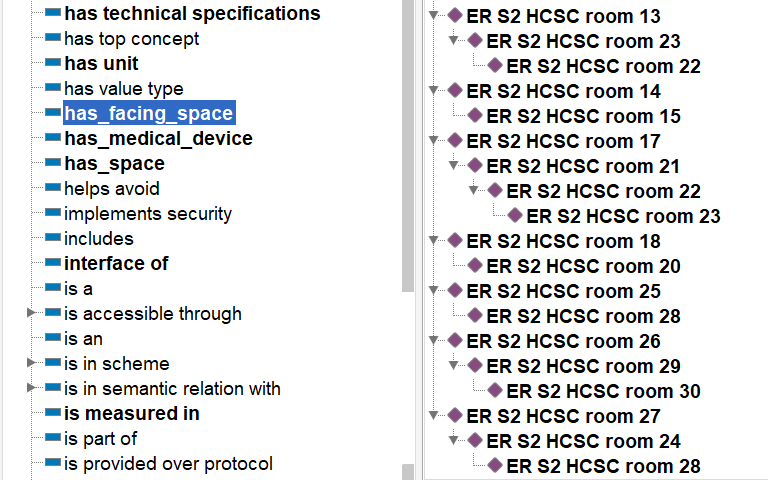 has technical specifications
has top concept
has unit
has value type
has_facing_space
has_medical_device
has_space
helps avoid
implements security
includes
interface of
is a
is accessible through
is an
is in scheme
is in semantic relation with
is measured in
is part of
is provided over protocol
ER S2 HCSC room 13
ER S2 HCSC room 23
ER S2 HCSC room 22
ER S2 HCSC room 14
ER S2 HCSC room 15
ER S2 HCSC room 17
ER S2 HCSC room 21
ER S2 HCSC room 22
ER S2 HCSC room 23
ER S2 HCSC room 18
ER S2 HCSC room 20
ER S2 HCSC room 25
ER S2 HCSC room 28
ER S2 HCSC room 26
ER S2 HCSC room 29
ER S2 HCSC room 30
ER S2 HCSC room 27
ER S2 HCSC room 24
ER S2 HCSC room 28